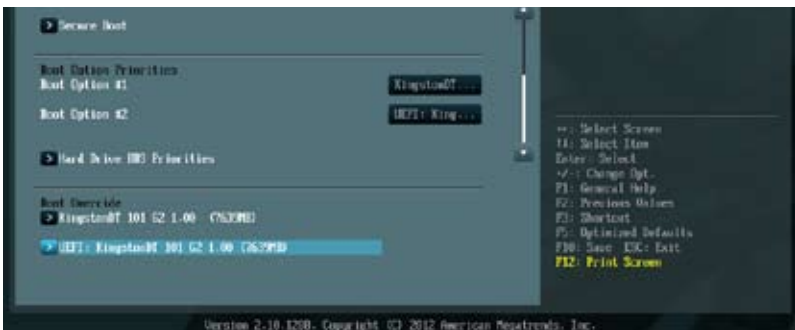 Secure Boot
Boot Option Priorities
Boot Option #1 KingstonDT...
Boot Option #2 UEFI: King...
Hard Drive BBS Priorities
Boot Override
KingstonDT 101 G2 1.00 (7639MB)
UEFI: KingstonDT 101 G2 1.00 (7639MB)
→←: Select Screen
↑↓: Select Item
Enter: Select
+/-: Change Opt.
F1: General Help
F2: Previous Values
F3: Shortcut
F5: Optimized Defaults
F10: Save ESC: Exit
F12: Print Screen
Version 2.10.1208. Copyright (C) 2012 American Megatrends, Inc.